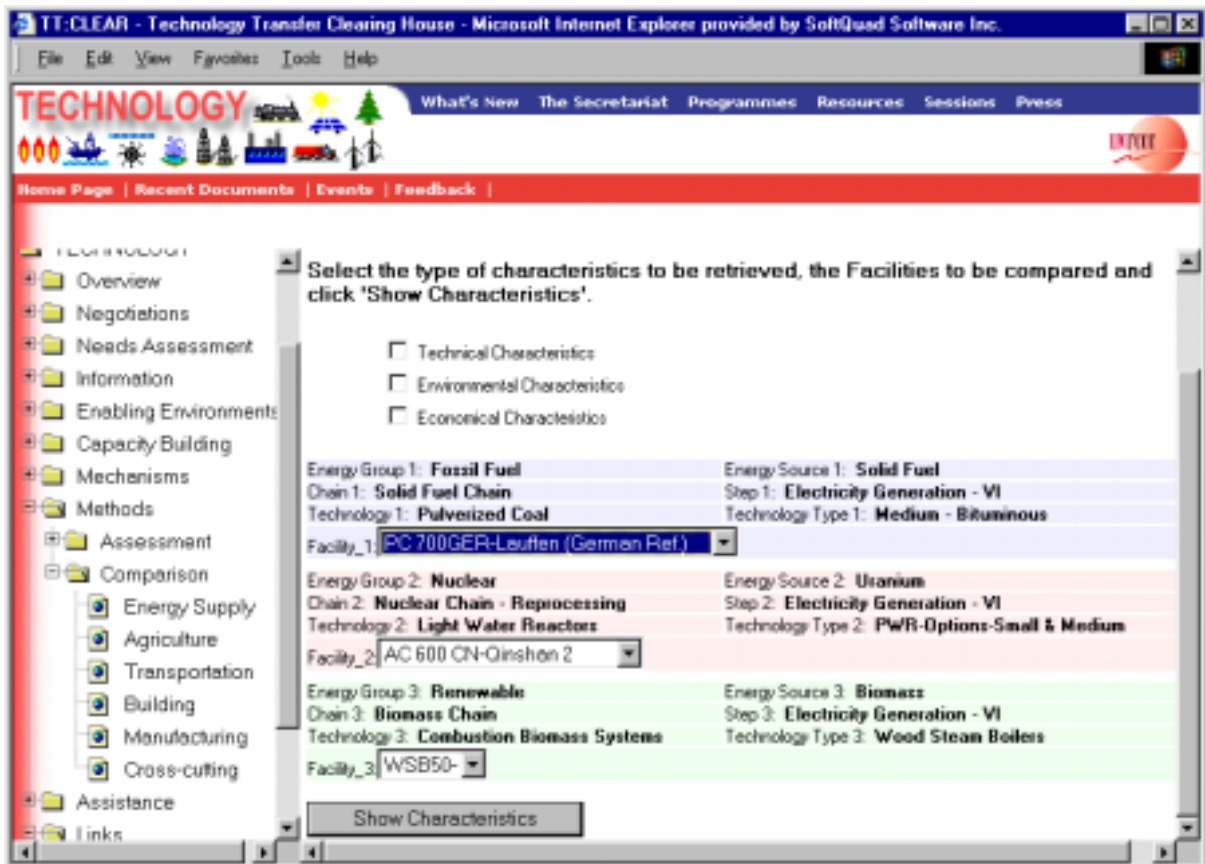 TT:CLEAR - Technology Transfer Clearing House - Microsoft Internet Explorer provided by SoftQuad Software Inc.
File Edit View Favorites Tools Help
TECHNOLOGY
What's New The Secretariat Programmes Resources Sessions Press
Home Page | Recent Documents | Events | Feedback |
TECHNOLOGY
Overview
Negotiations
Needs Assessment
Information
Enabling Environments
Capacity Building
Mechanisms
Methods
Assessment
Comparison
Energy Supply
Agriculture
Transportation
Building
Manufacturing
Cross-cutting
Assistance
Links
Select the type of characteristics to be retrieved, the Facilities to be compared and
click 'Show Characteristics'.
Technical Characteristics
Environmental Characteristics
Economical Characteristics
Energy Group 1: Fossil Fuel Energy Source 1: Solid Fuel
Chain 1: Solid Fuel Chain Step 1: Electricity Generation - VI
Technology 1: Pulverized Coal Technology Type 1: Medium - Bituminous
Facility_1: PC 700GER-Lauffen (German Ref.)
Energy Group 2: Nuclear Energy Source 2: Uranium
Chain 2: Nuclear Chain - Reprocessing Step 2: Electricity Generation - VI
Technology 2: Light Water Reactors Technology Type 2: PWR-Options-Small & Medium
Facility_2: AC 600 CN-Qinshan 2
Energy Group 3: Renewable Energy Source 3: Biomass
Chain 3: Biomass Chain Step 3: Electricity Generation - VI
Technology 3: Combustion Biomass Systems Technology Type 3: Wood Steam Boilers
Facility_3: WSB50-
Show Characteristics